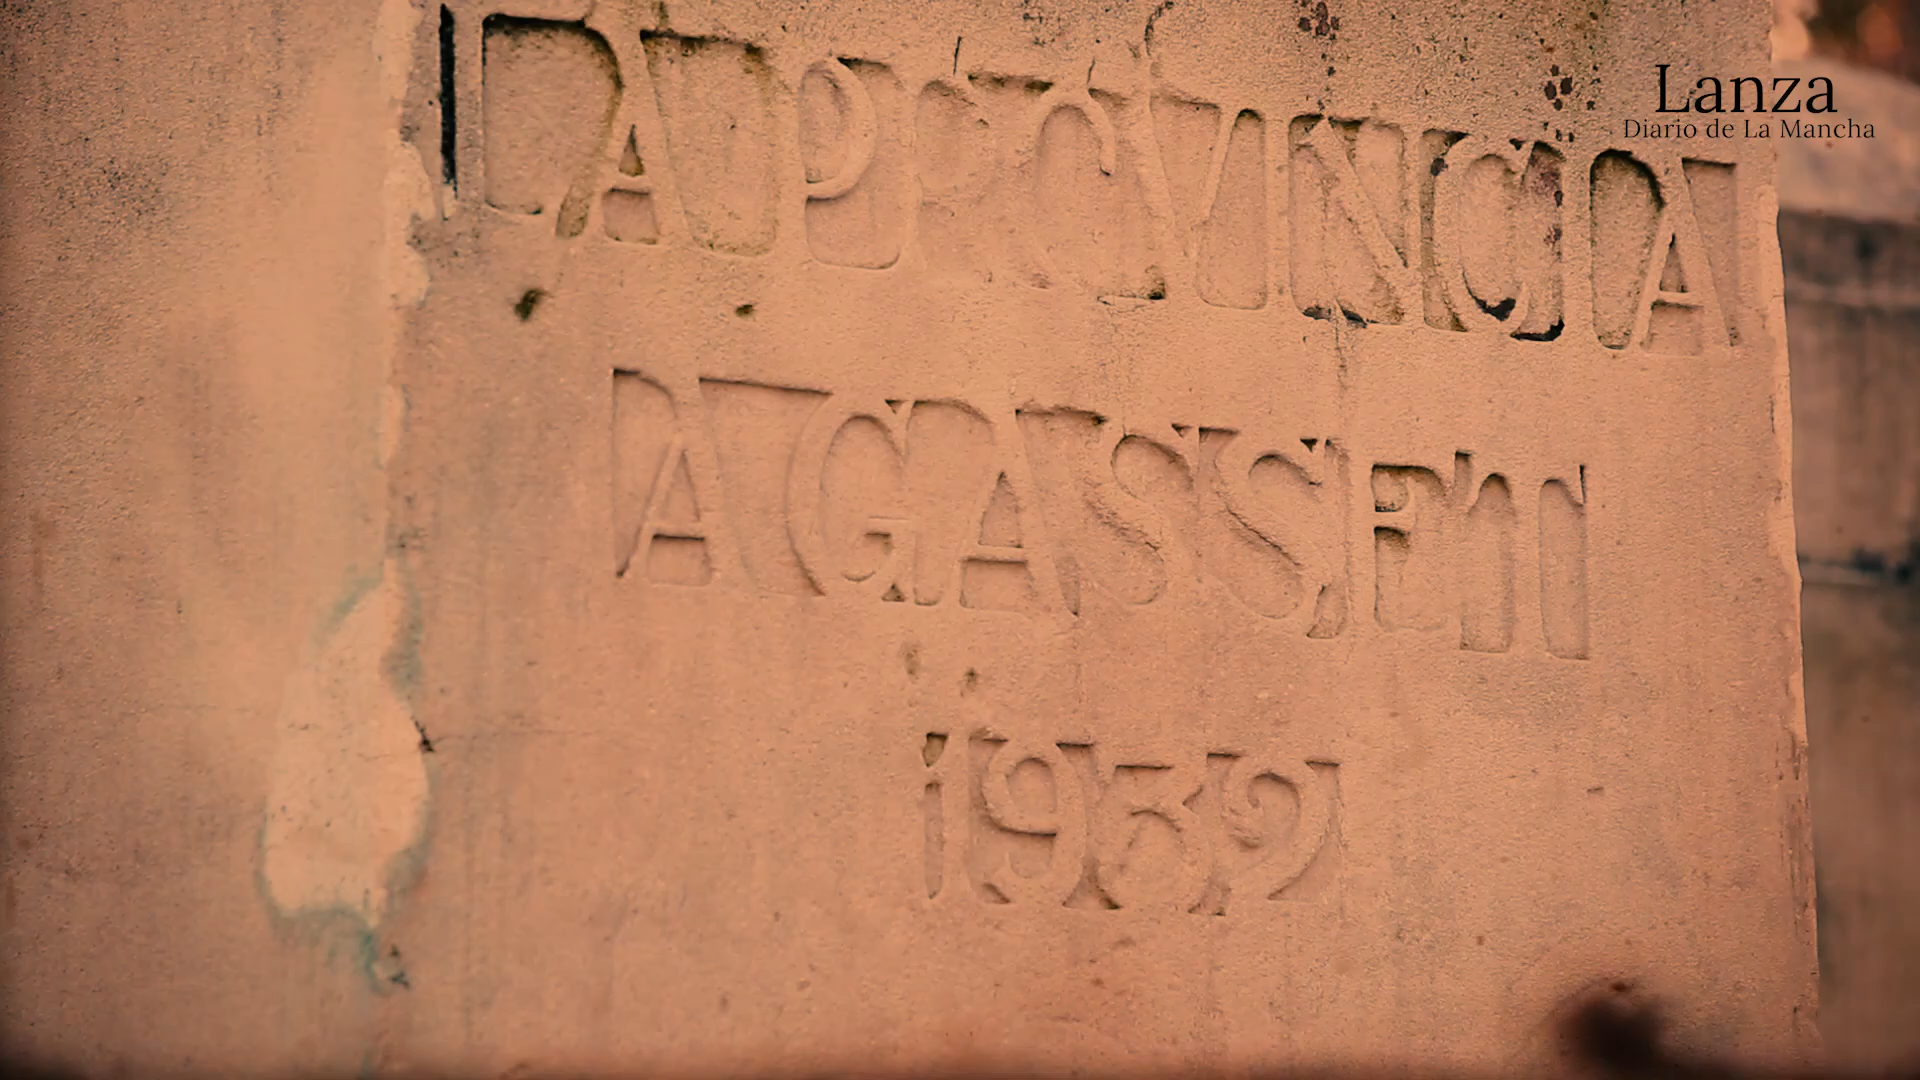 Lanza
Diario de La Mancha
LA PROVINCIA
A GASSET
1932